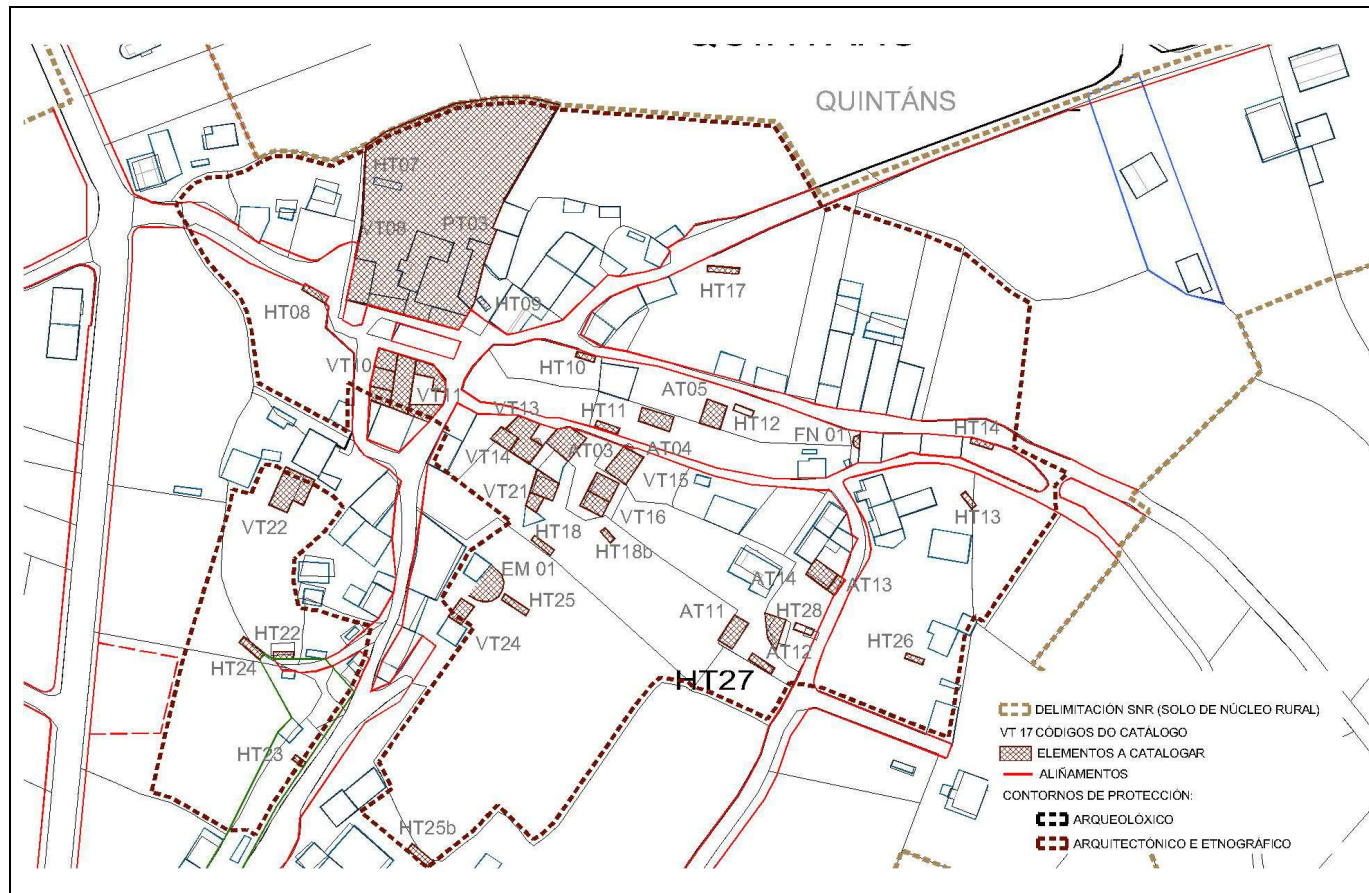 QUINTÁNS
QUINTÁNS
HT07
VT08
PT03
HT08
HT09
HT17
VT10
VT11
HT10
AT05
VT13
HT11
HT12
FN 01
HT14
VT14
AT03
AT04
VT15
VT21
VT16
HT13
VT22
HT18
HT18b
EM 01
HT25
AT14
AT13
AT11
HT28
VT24
HT22
HT24
AT12
HT26
HT27
HT23
HT25b
DELIMITACIÓN SNR (SOLO DE NÚCLEO RURAL)
VT 17 CÓDIGOS DO CATÁLOGO
ELEMENTOS A CATALOGAR
ALIÑAMENTOS
CONTORNOS DE PROTECCIÓN:
ARQUEOLÓXICO
ARQUITECTÓNICO E ETNOGRÁFICO